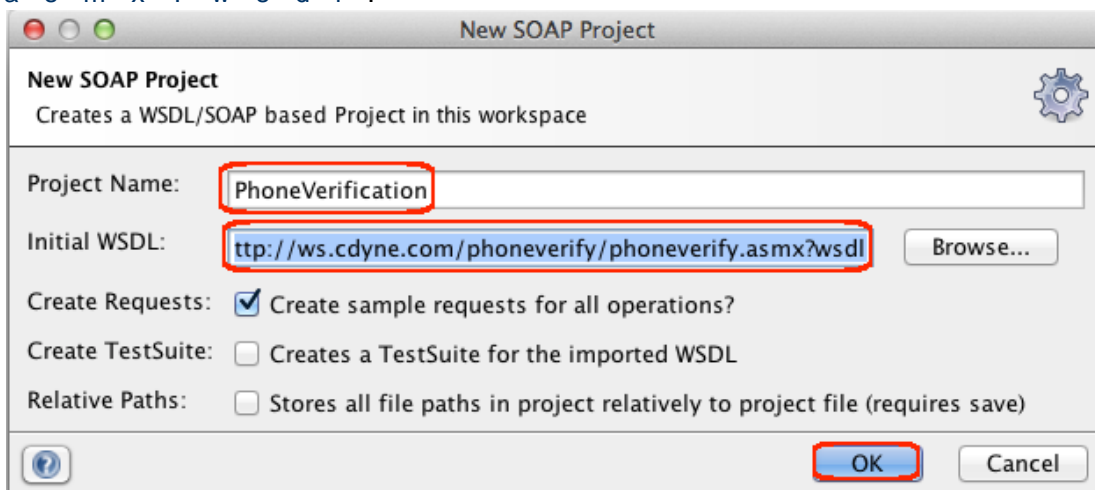 New SOAP Project
New SOAP Project
Creates a WSDL/SOAP based Project in this workspace
Project Name: PhoneVerification
Initial WSDL: ttp://ws.cdyne.com/phoneverify/phoneverify.asmx?wsdl Browse...
Create Requests: Create sample requests for all operations?
Create TestSuite: Creates a TestSuite for the imported WSDL
Relative Paths: Stores all file paths in project relatively to project file (requires save)
? OK Cancel